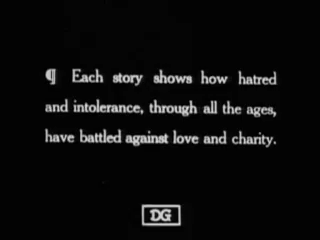 ¶ Each story shows how hatred
and intolerance, through all the ages,
have battled against love and charity.
DG